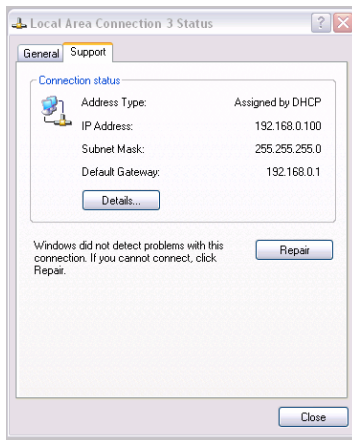 Local Area Connection 3 Status
General
Support
Connection status
Address Type: Assigned by DHCP
IP Address: 192.168.0.100
Subnet Mask: 255.255.255.0
Default Gateway: 192.168.0.1
Details...
Windows did not detect problems with this
connection. If you cannot connect, click
Repair.
Repair
Close